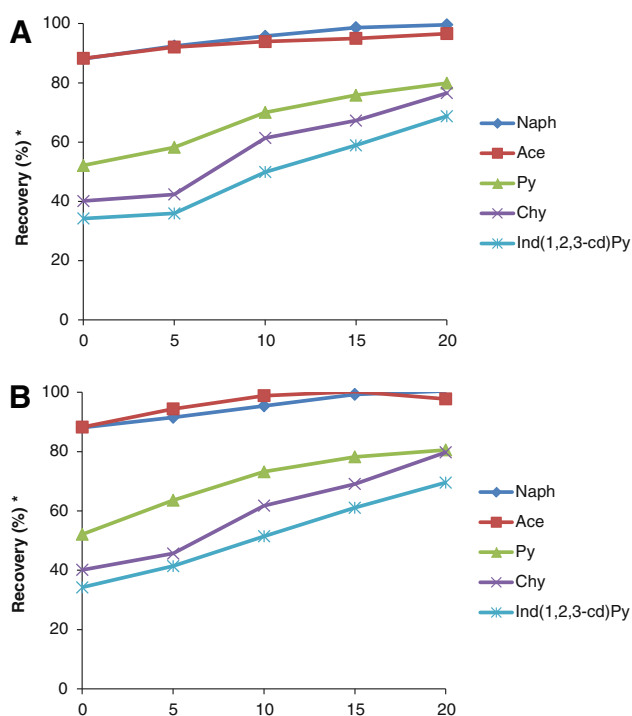 A
Recovery (%) *
100
80
60
40
20
0
0 5 10 15 20
Naph
Ace
Py
Chy
Ind(1,2,3-cd)Py
B
Recovery (%) *
100
80
60
40
20
0
0 5 10 15 20
Naph
Ace
Py
Chy
Ind(1,2,3-cd)Py